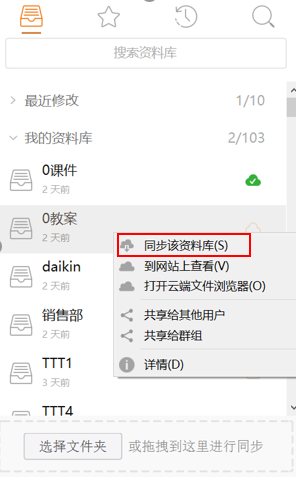 搜索资料库
最近修改 1/10
我的资料库 2/103
0课件
2 天前
0教案
2 天前
同步该资料库(S)
到网站上查看(V)
daikin
2 天前
打开云端文件浏览器(O)
销售部
2 天前
共享给其他用户
共享给群组
TTT1
3 天前
详情(D)
TTT4
选择文件夹 或拖拽到这里进行同步